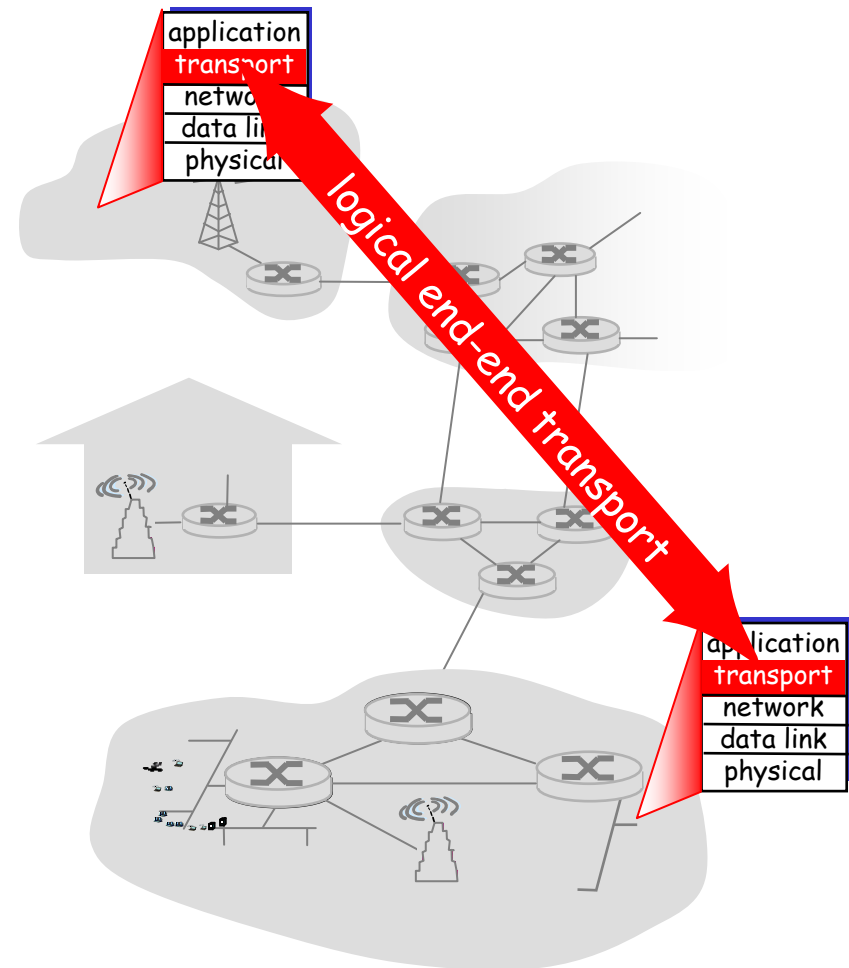 application
transport
network
data link
physical
logical end-end transport
application
transport
network
data link
physical